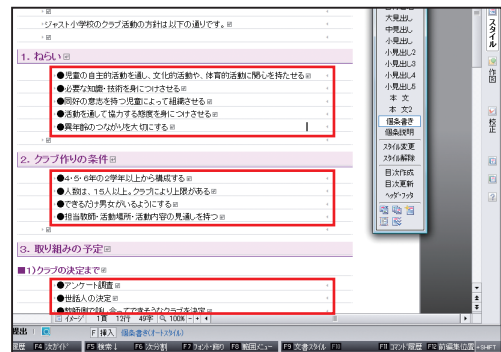 ・ジャスト小学校のクラブ活動の方針は以下の通りです。
1. ねらい
●児童の自主的活動を通し、文化的活動や、体育的活動に関心を持たせる
●必要な知識・技術を身につけさせる
●同好の意志を持つ児童によって組織させる
●活動を通して協力する態度を身につけさせる
●異年齢のつながりを大切にする
2. クラブ作りの条件
●4・5・6年の2学年以上から構成する
●人数は、15人以上。クラブにより上限がある
●できるだけ男女がいるようにする
●担当教師・活動場所・活動内容の見通しを持つ
3. 取り組みの予定
■1)クラブの決定まで
●アンケート調査
●世話人の決定
大見出し
中見出し
小見出し
小見出し2
小見出し3
小見出し4
小見出し5
本 文
本 文2
個条書き
個条説明
スタイル変更
スタイル解除
目次作成
目次更新
ヘッダ・フッタ
スタイル
作図
校正
イメージ 1頁 12行 49字 100%
挿入 個条書き(オートスタイル)
F4 次ガイド F5 検索↓ F6 次分割 F7 フォント・飾り F8 範囲メニュー F9 文書スタイル F11 F11 コマンド履歴 F12 前編集位置 +SHIFT